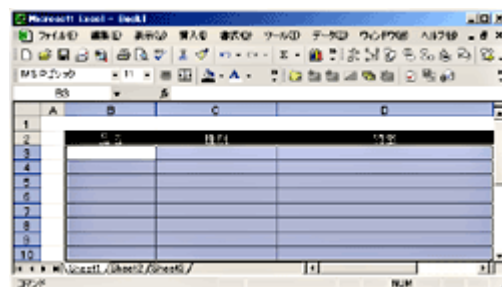 Microsoft Excel - Book1
ファイル(F) 編集(E) 表示(V) 挿入(I) 書式(O) ツール(T) データ(D) ウィンドウ(W) ヘルプ(H)
MS Pゴシック 11
B3
A B C D
1
2
3
4
5
6
7
8
9
10
Sheet1 Sheet2 Sheet3
コマンド NUM